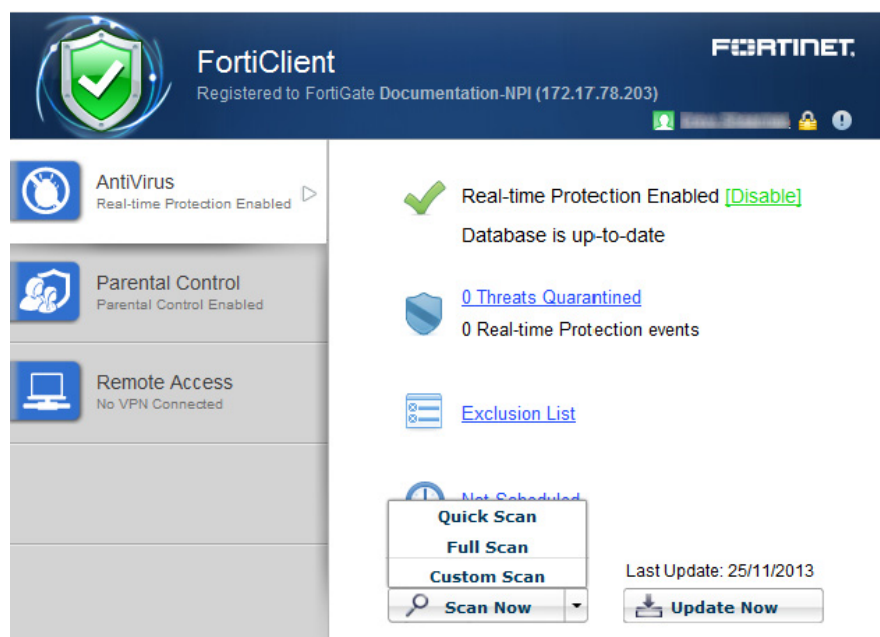 FortiClient
FORTINET.
Registered to FortiGate Documentation-NPI (172.17.78.203)
AntiVirus
Real-time Protection Enabled
Parental Control
Parental Control Enabled
Remote Access
No VPN Connected
Real-time Protection Enabled [Disable]
Database is up-to-date
0 Threats Quarantined
0 Real-time Protection events
Exclusion List
Not Scheduled
Quick Scan
Full Scan
Custom Scan
Scan Now
Last Update: 25/11/2013
Update Now